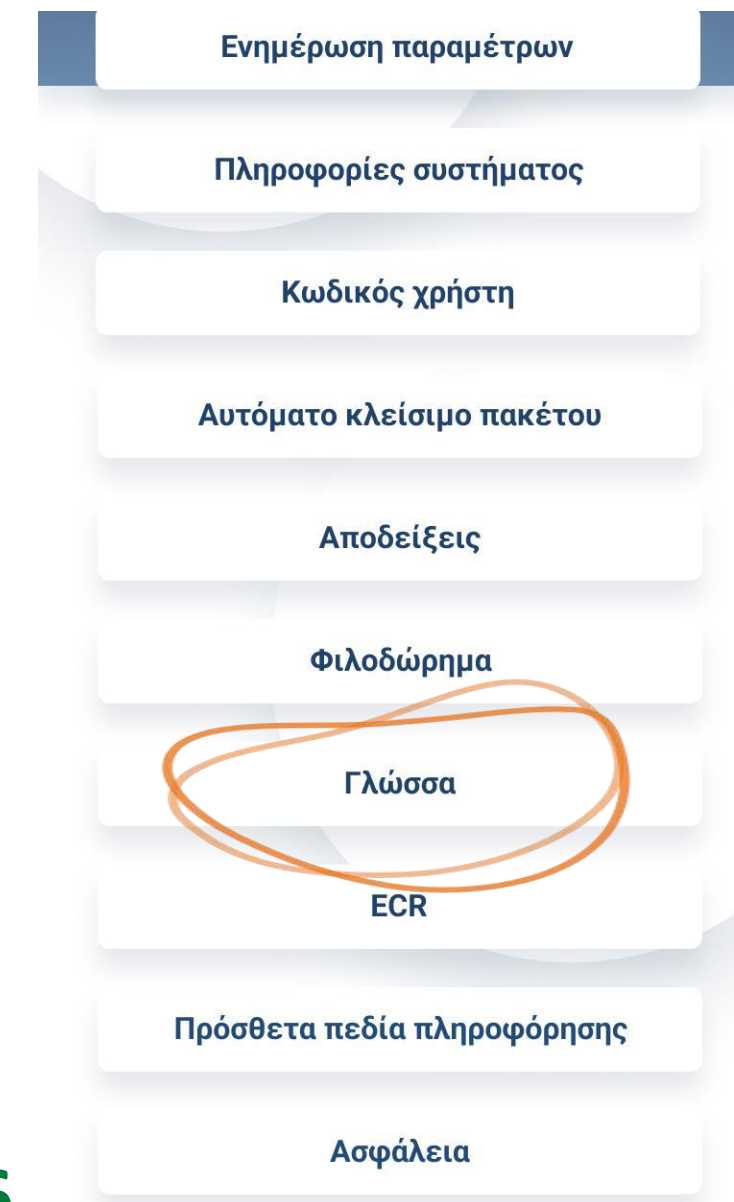 Ενημέρωση παραμέτρων
Πληροφορίες συστήματος
Κωδικός χρήστη
Αυτόματο κλείσιμο πακέτου
Αποδείξεις
Φιλοδώρημα
Γλώσσα
ECR
Πρόσθετα πεδία πληροφόρησης
Ασφάλεια